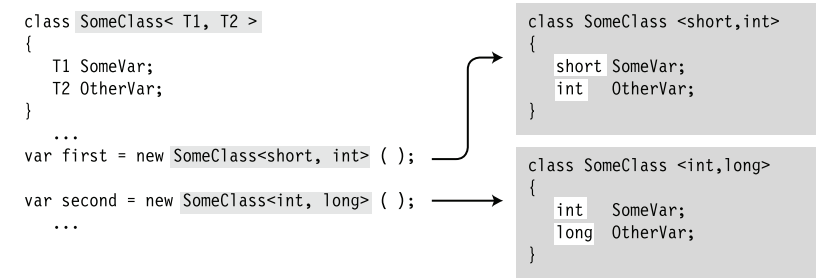 class SomeClass< T1, T2 >
{
T1 SomeVar;
T2 OtherVar;
}
...
var first = new SomeClass<short, int> ( );
var second = new SomeClass<int, long> ( );
...
class SomeClass <short,int>
{
short SomeVar;
int OtherVar;
}
class SomeClass <int,long>
{
int SomeVar;
long OtherVar;
}